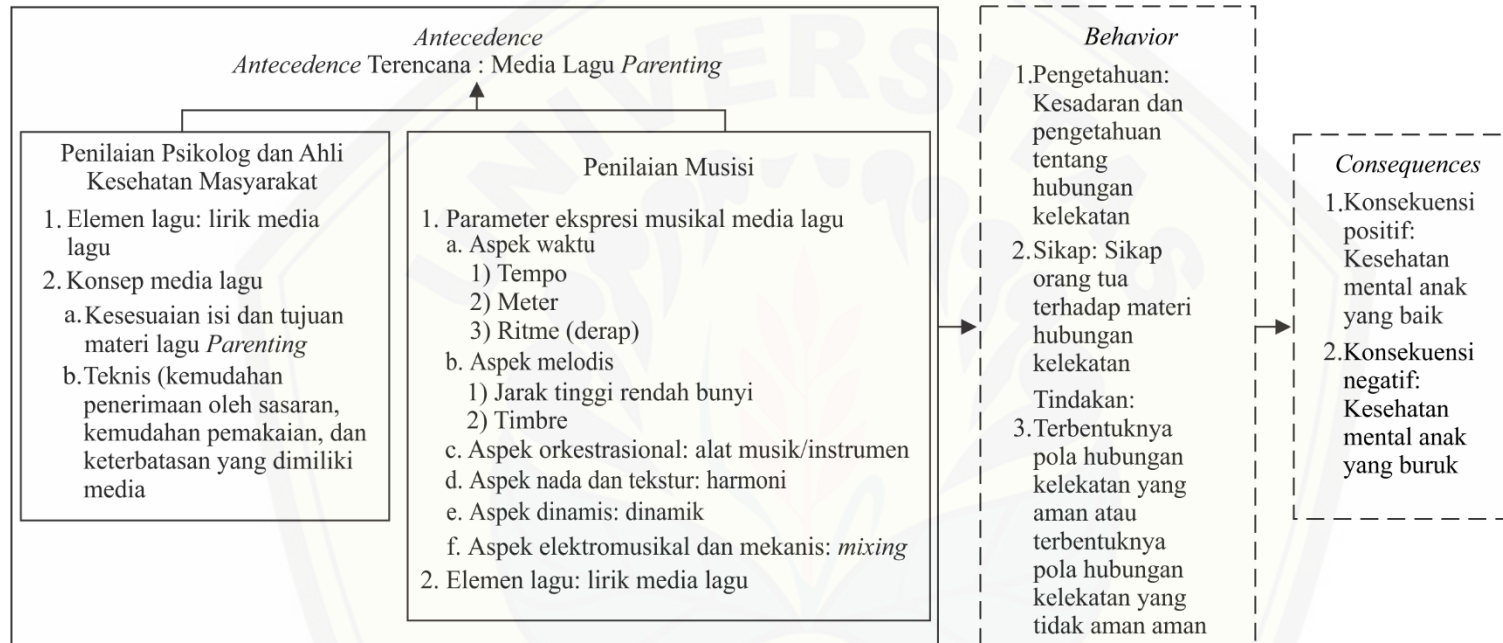 Antecedence
Antecedence Terencana : Media Lagu Parenting
Penilaian Psikolog dan Ahli
Kesehatan Masyarakat
1. Elemen lagu: lirik media
lagu
2. Konsep media lagu
a. Kesesuaian isi dan tujuan
materi lagu Parenting
b. Teknis (kemudahan
penerimaan oleh sasaran,
kemudahan pemakaian, dan
keterbatasan yang dimiliki
media
Penilaian Musisi
1. Parameter ekspresi musikal media lagu
a. Aspek waktu
1) Tempo
2) Meter
3) Ritme (derap)
b. Aspek melodis
1) Jarak tinggi rendah bunyi
2) Timbre
c. Aspek orkestrasional: alat musik/instrumen
d. Aspek nada dan tekstur: harmoni
e. Aspek dinamis: dinamik
f. Aspek elektromusikal dan mekanis: mixing
2. Elemen lagu: lirik media lagu
Behavior
1. Pengetahuan:
Kesadaran dan
pengetahuan
tentang
hubungan
kelekatan
2. Sikap: Sikap
orang tua
terhadap materi
hubungan
kelekatan
Tindakan:
3. Terbentuknya
pola hubungan
kelekatan yang
aman atau
terbentuknya
pola hubungan
kelekatan yang
tidak aman aman
Consequences
1. Konsekuensi
positif:
Kesehatan
mental anak
yang baik
2. Konsekuensi
negatif:
Kesehatan
mental anak
yang buruk
UNIVERSITAS